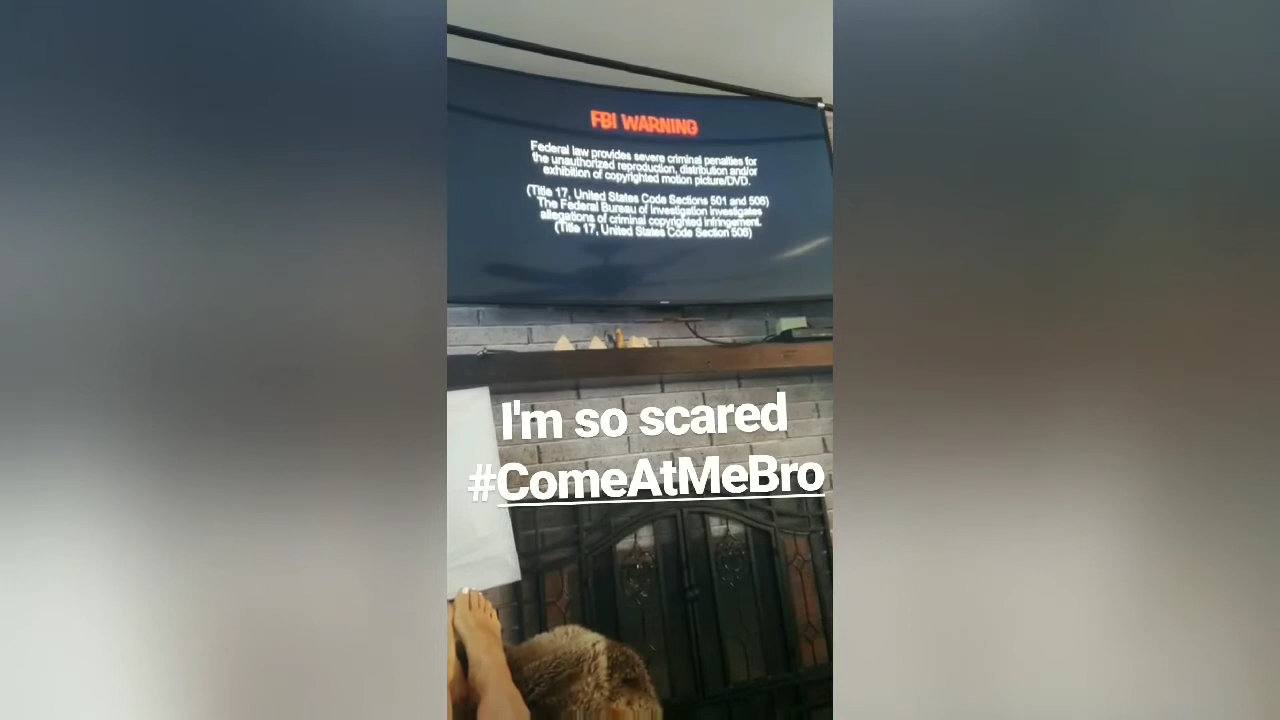 FBI WARNING
Federal law provides severe criminal penalties for
the unauthorized reproduction, distribution and/or
exhibition of copyrighted motion picture/DVD.
(Title 17, United States Code Sections 501 and 506)
The Federal Bureau of Investigation investigates
allegations of criminal copyrighted infringement.
(Title 17, United States Code Section 506)
I'm so scared
#ComeAtMeBro